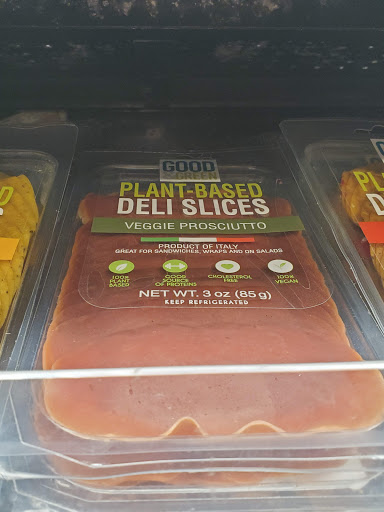 GOOD
& GREEN
PLANT-BASED
DELI SLICES
VEGGIE PROSCIUTTO
PRODUCT OF ITALY
GREAT FOR SANDWICHES, WRAPS AND ON SALADS
100%
PLANT
BASED
GOOD
SOURCE
OF PROTEINS
CHOLESTEROL
FREE
100%
VEGAN
NET WT. 3 oz (85g)
KEEP REFRIGERATED